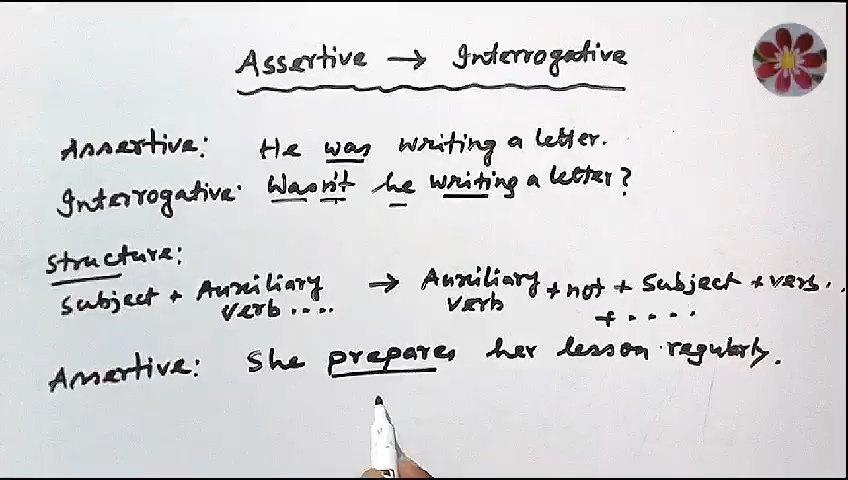 Assertive → Interrogative
Assertive: He was writing a letter.
Interrogative: Wasn't he writing a letter?
Structure:
Subject + Auxiliary verb.... → Auxiliary verb + not + Subject + verb..
+ ....
Assertive: She prepares her lesson regularly.